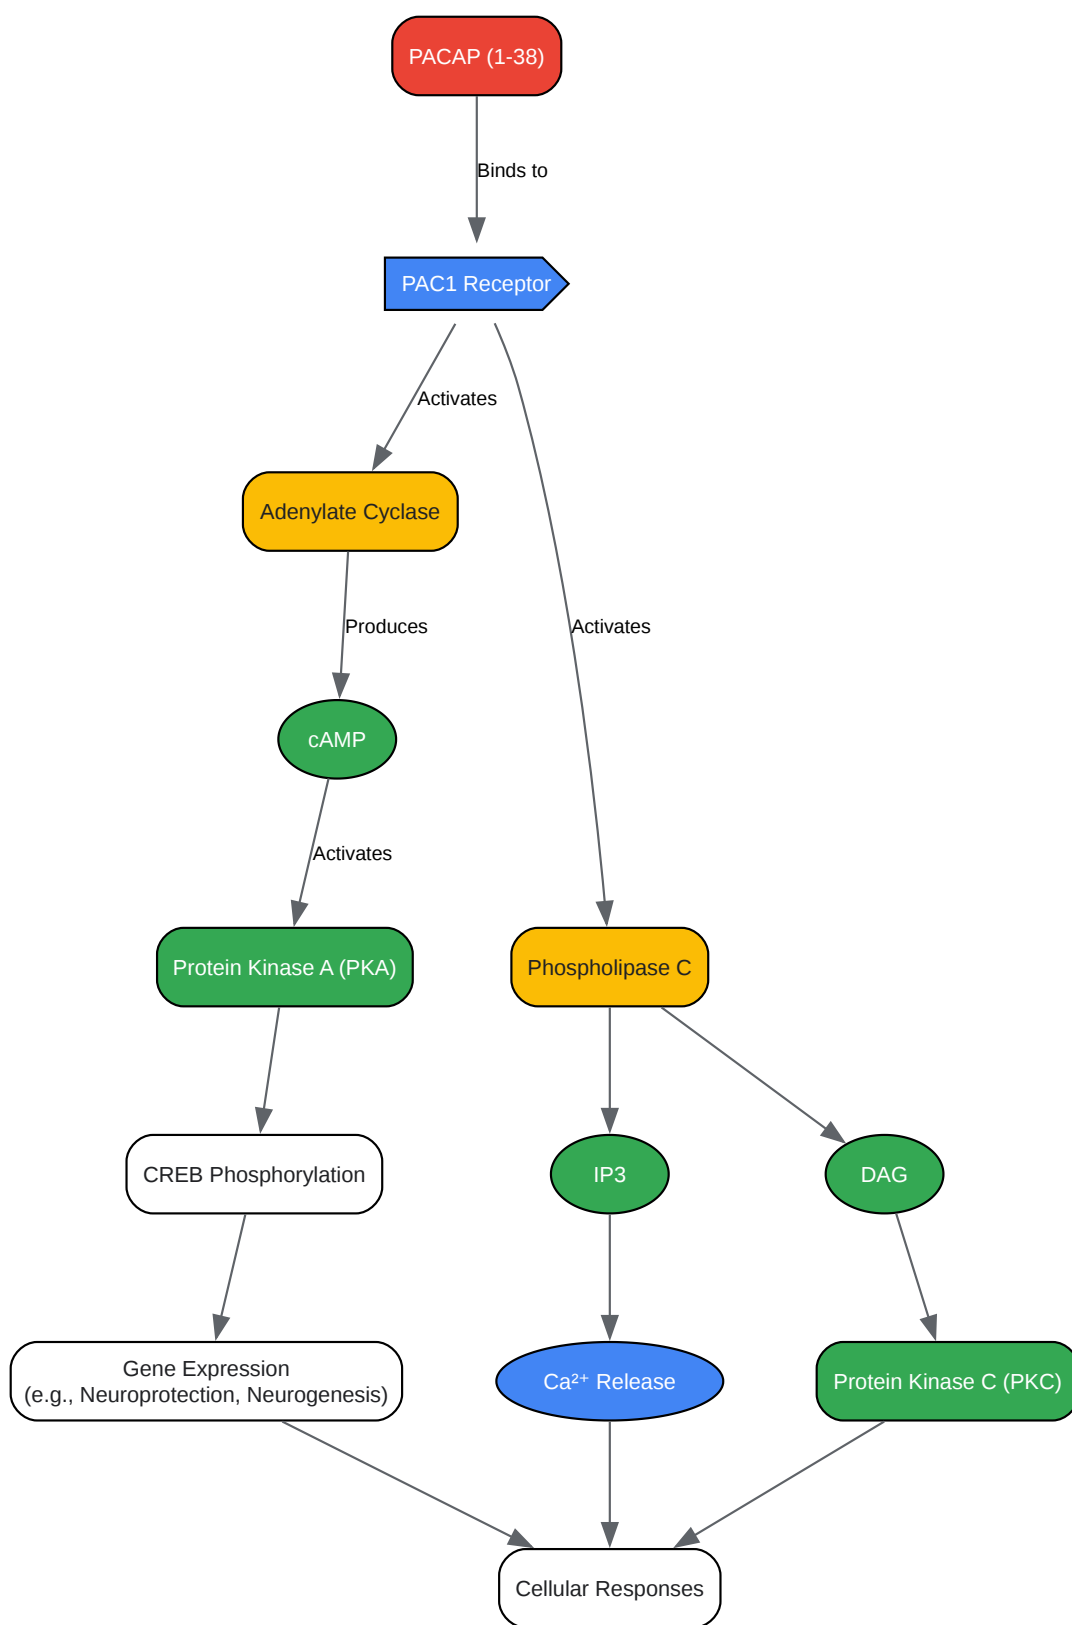 PACAP (1-38)
Binds to
PAC1 Receptor
Activates
Adenylate Cyclase
Produces
Activates
cAMP
Activates
Protein Kinase A (PKA)
Phospholipase C
CREB Phosphorylation
IP3
DAG
Gene Expression
(e.g., Neuroprotection, Neurogenesis)
Ca²⁺ Release
Protein Kinase C (PKC)
Cellular Responses